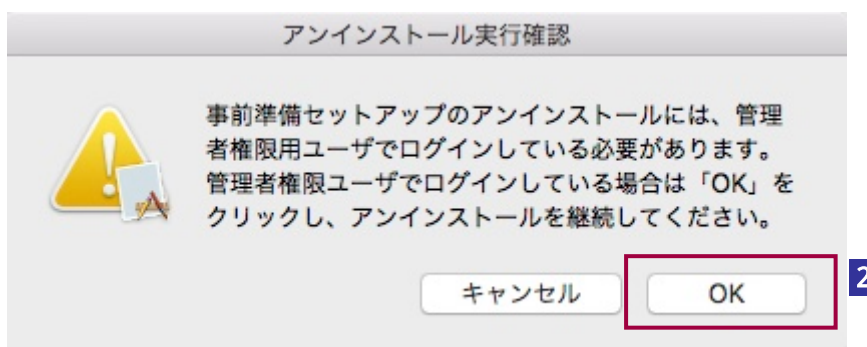 アンインストール実行確認
事前準備セットアップのアンインストールには、管理
者権限用ユーザでログインしている必要があります。
管理者権限ユーザでログインしている場合は「OK」を
クリックし、アンインストールを継続してください。
キャンセル OK
2